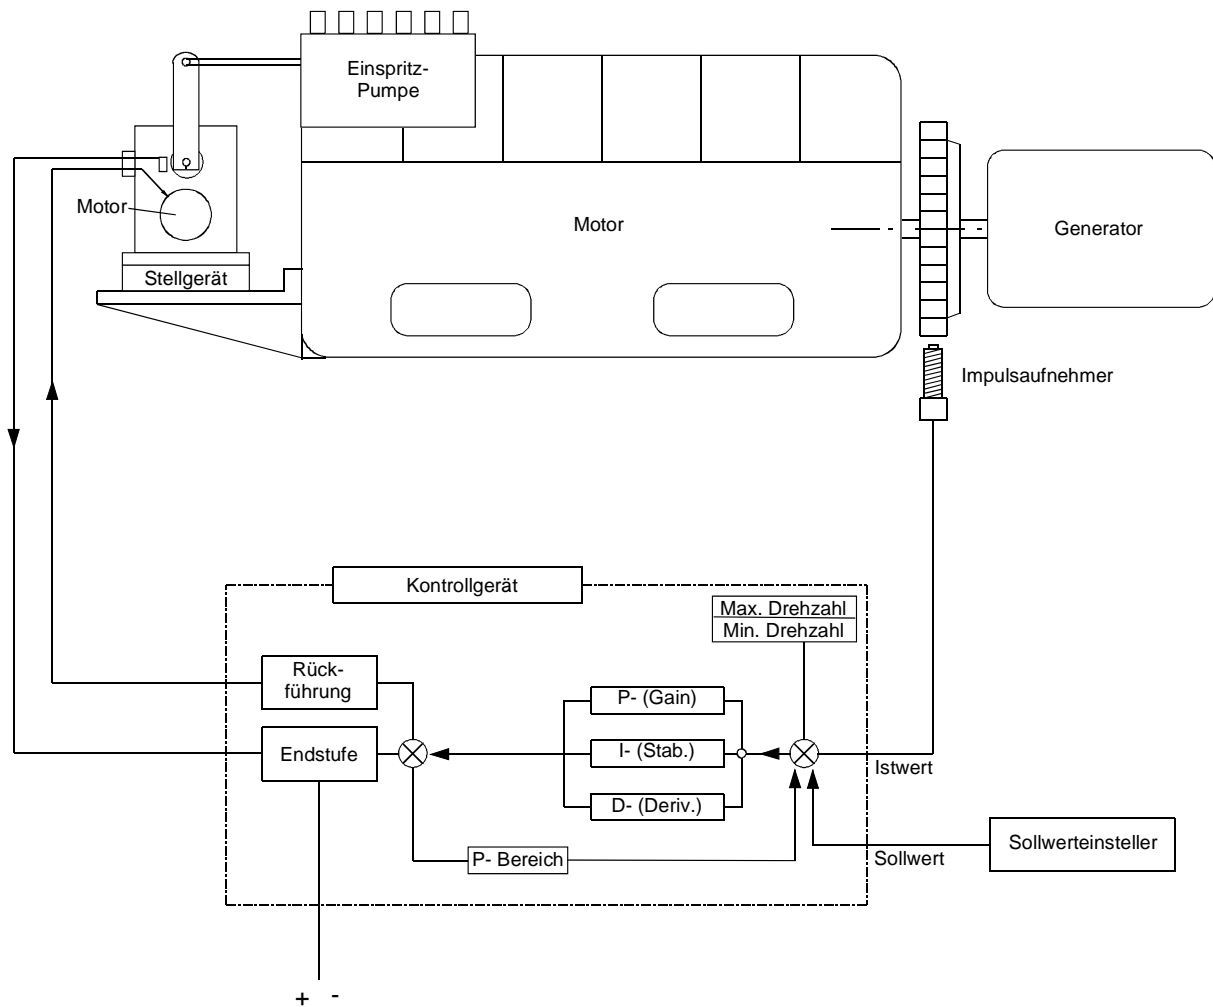 Einspritz-
Pumpe
Motor
Motor
Generator
Stellgerät
Impulsaufnehmer
Kontrollgerät
Max. Drehzahl
Min. Drehzahl
Rück-
führung
P- (Gain)
Endstufe
I- (Stab.)
Istwert
D- (Deriv.)
P- Bereich
Sollwert
Sollwerteinsteller
+ -